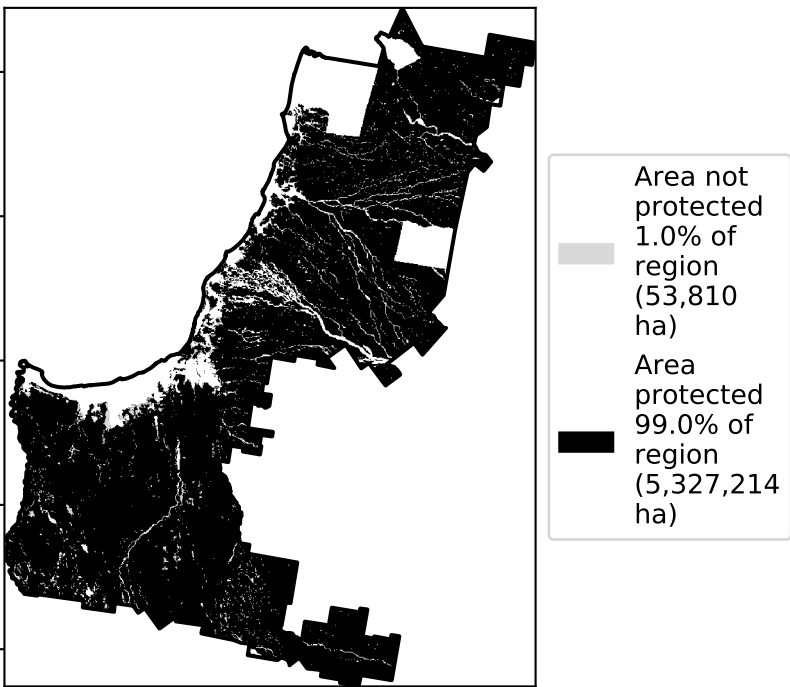 Area not
protected
1.0% of
region
(53,810
ha)
Area
protected
99.0% of
region
(5,327,214
ha)